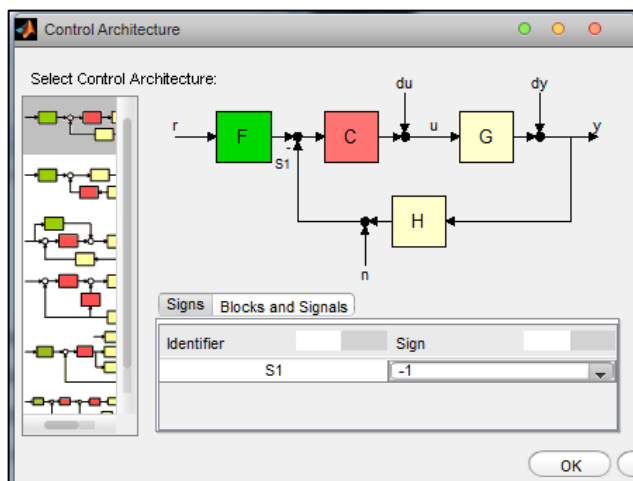 Control Architecture
Select Control Architecture:
du
dy
r
F
C
u
G
y
-
S1
H
n
Signs
Blocks and Signals
Identifier
Sign
S1
-1
OK